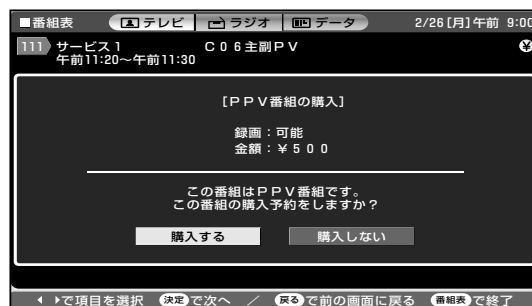 ■番組表 テレビ ラジオ データ 2/26[月]午前 9:00
111 サービス1 C06主副PV ¥
午前11:20～午前11:30
[PPV番組の購入]
録画：可能
金額：¥500
この番組はPPV番組です。
この番組の購入予約をしますか？
購入する 購入しない
で項目を選択 決定で次へ ／ 戻るで前の画面に戻る 番組表で終了